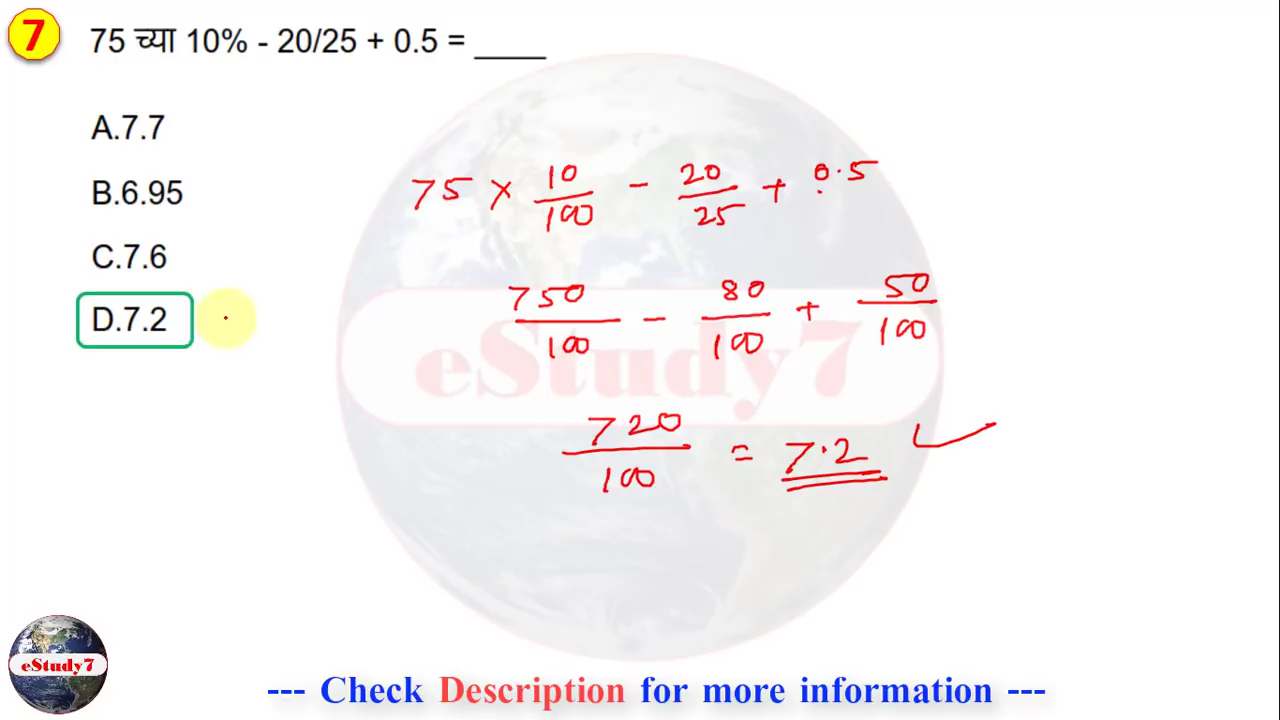 7
75 च्या 10% - 20/25 + 0.5 = ____
A.7.7
B.6.95
C.7.6
D.7.2
75 × 10/100 - 20/25 + 0.5
750/100 - 80/100 + 50/100
720/100 = 7.2
eStudy7
eStudy7
--- Check Description for more information ---